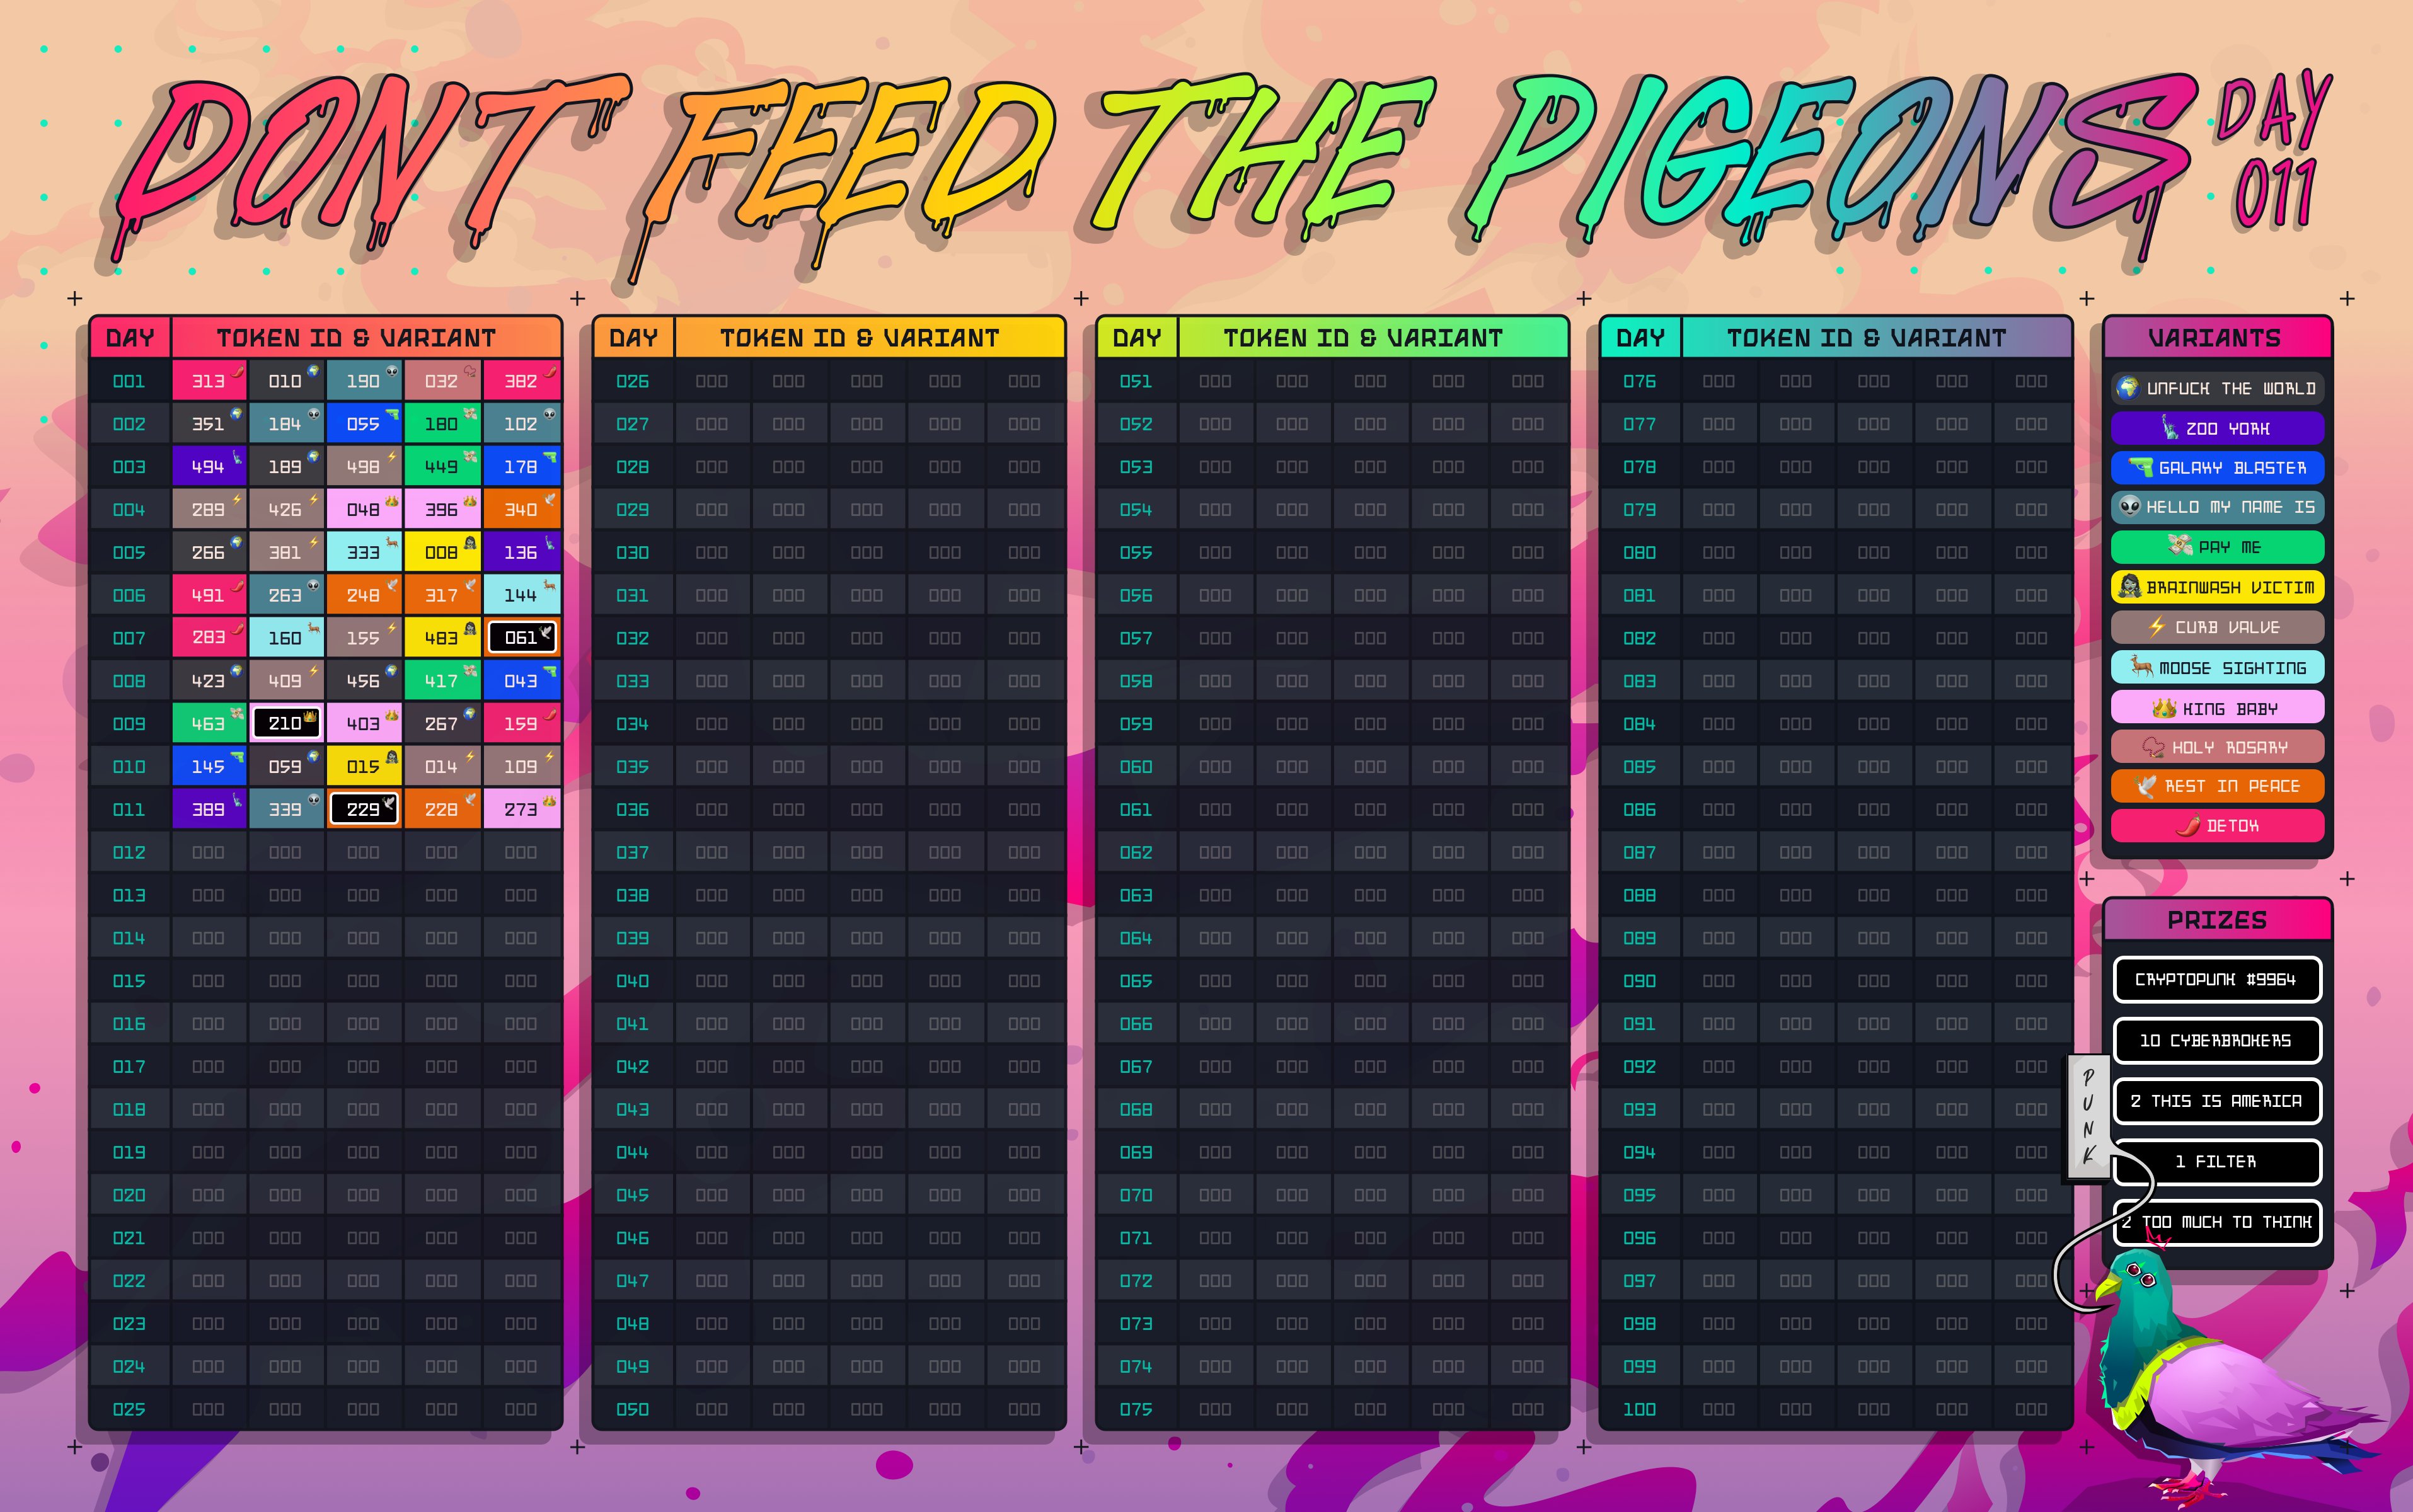 DONT FEED THE PIGEONS
DAY
011
DAY TOKEN ID & VARIANT
001 313 010 190 032 382
002 351 184 055 180 102
003 494 189 498 449 178
004 289 426 048 396 340
005 266 381 333 008 136
006 491 263 248 317 144
007 283 160 155 483 061
008 423 409 456 417 043
009 463 210 403 267 159
010 145 059 015 014 109
011 389 339 229 228 273
012 000 000 000 000 000
013 000 000 000 000 000
014 000 000 000 000 000
015 000 000 000 000 000
016 000 000 000 000 000
017 000 000 000 000 000
018 000 000 000 000 000
019 000 000 000 000 000
020 000 000 000 000 000
021 000 000 000 000 000
022 000 000 000 000 000
023 000 000 000 000 000
024 000 000 000 000 000
025 000 000 000 000 000
DAY TOKEN ID & VARIANT
026 000 000 000 000 000
027 000 000 000 000 000
028 000 000 000 000 000
029 000 000 000 000 000
030 000 000 000 000 000
031 000 000 000 000 000
032 000 000 000 000 000
033 000 000 000 000 000
034 000 000 000 000 000
035 000 000 000 000 000
036 000 000 000 000 000
037 000 000 000 000 000
038 000 000 000 000 000
039 000 000 000 000 000
040 000 000 000 000 000
041 000 000 000 000 000
042 000 000 000 000 000
043 000 000 000 000 000
044 000 000 000 000 000
045 000 000 000 000 000
046 000 000 000 000 000
047 000 000 000 000 000
048 000 000 000 000 000
049 000 000 000 000 000
050 000 000 000 000 000
DAY TOKEN ID & VARIANT
051 000 000 000 000 000
052 000 000 000 000 000
053 000 000 000 000 000
054 000 000 000 000 000
055 000 000 000 000 000
056 000 000 000 000 000
057 000 000 000 000 000
058 000 000 000 000 000
059 000 000 000 000 000
060 000 000 000 000 000
061 000 000 000 000 000
062 000 000 000 000 000
063 000 000 000 000 000
064 000 000 000 000 000
065 000 000 000 000 000
066 000 000 000 000 000
067 000 000 000 000 000
068 000 000 000 000 000
069 000 000 000 000 000
070 000 000 000 000 000
071 000 000 000 000 000
072 000 000 000 000 000
073 000 000 000 000 000
074 000 000 000 000 000
075 000 000 000 000 000
DAY TOKEN ID & VARIANT
076 000 000 000 000 000
077 000 000 000 000 000
078 000 000 000 000 000
079 000 000 000 000 000
080 000 000 000 000 000
081 000 000 000 000 000
082 000 000 000 000 000
083 000 000 000 000 000
084 000 000 000 000 000
085 000 000 000 000 000
086 000 000 000 000 000
087 000 000 000 000 000
088 000 000 000 000 000
089 000 000 000 000 000
090 000 000 000 000 000
091 000 000 000 000 000
092 000 000 000 000 000
093 000 000 000 000 000
094 000 000 000 000 000
095 000 000 000 000 000
096 000 000 000 000 000
097 000 000 000 000 000
098 000 000 000 000 000
099 000 000 000 000 000
100 000 000 000 000 000
VARIANTS
UNFUCK THE WORLD
ZOO YORK
GALAXY BLASTER
HELLO MY NAME IS
PAY ME
BRAINWASH VICTIM
CURB VALVE
MOOSE SIGHTING
KING BABY
HOLY ROSARY
REST IN PEACE
DETOX
PRIZES
CRYPTOPUNK #9964
10 CYBERBROKERS
2 THIS IS AMERICA
1 FILTER
2 TOO MUCH TO THINK
PUNK